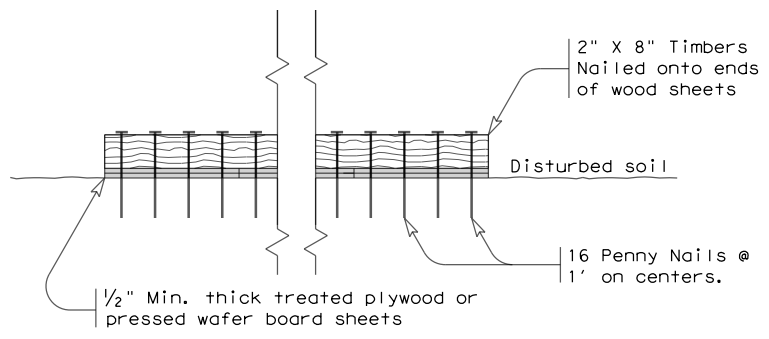 2" X 8" Timbers
Nailed onto ends
of wood sheets
Disturbed soil
16 Penny Nails @
1' on centers.
½" Min. thick treated plywood or
pressed wafer board sheets